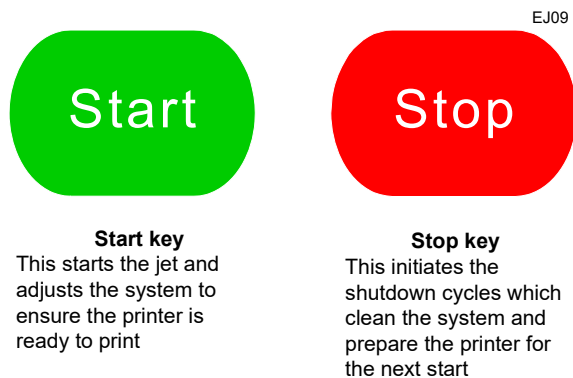 EJ09
Start
Stop
Start key
This starts the jet and
adjusts the system to
ensure the printer is
ready to print
Stop key
This initiates the
shutdown cycles which
clean the system and
prepare the printer for
the next start